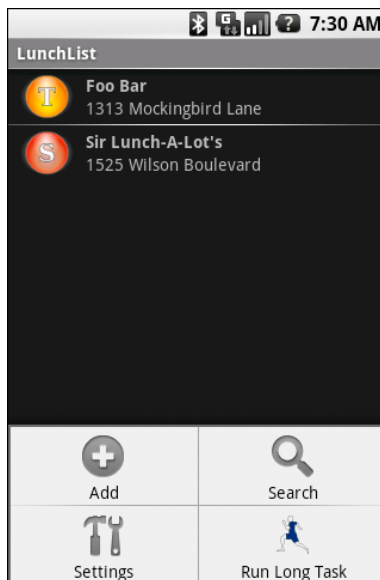 G
? 7:30 AM
LunchList
T
Foo Bar
1313 Mockingbird Lane
S
Sir Lunch-A-Lot's
1525 Wilson Boulevard
Add
Search
Settings
Run Long Task